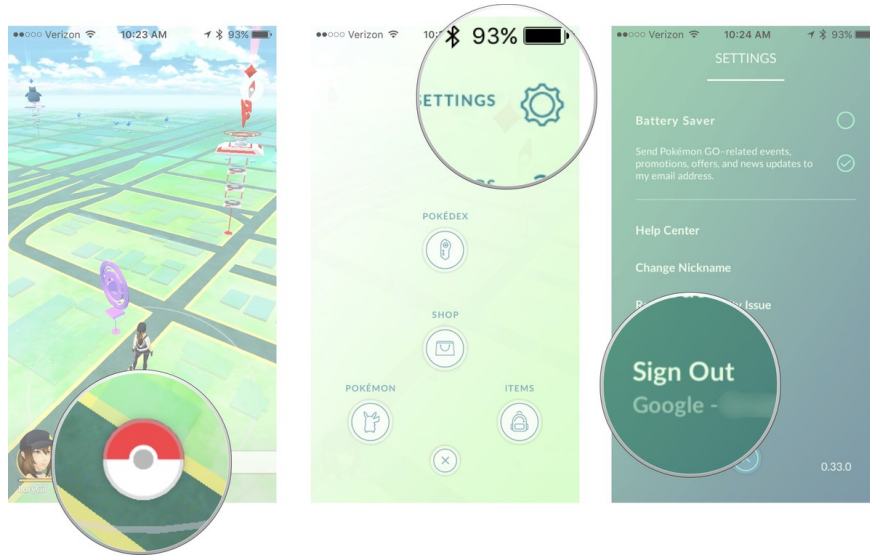 ●●○○○ Verizon 10:23 AM 93%
●●○○○ Verizon 10: 93%
SETTINGS
POKÉDEX
SHOP
POKÉMON
ITEMS
●●○○○ Verizon 10:24 AM 93%
SETTINGS
Battery Saver
Send Pokémon GO-related events,
promotions, offers, and news updates to
my email address.
Help Center
Change Nickname
Issue
Sign Out
Google -
0.33.0